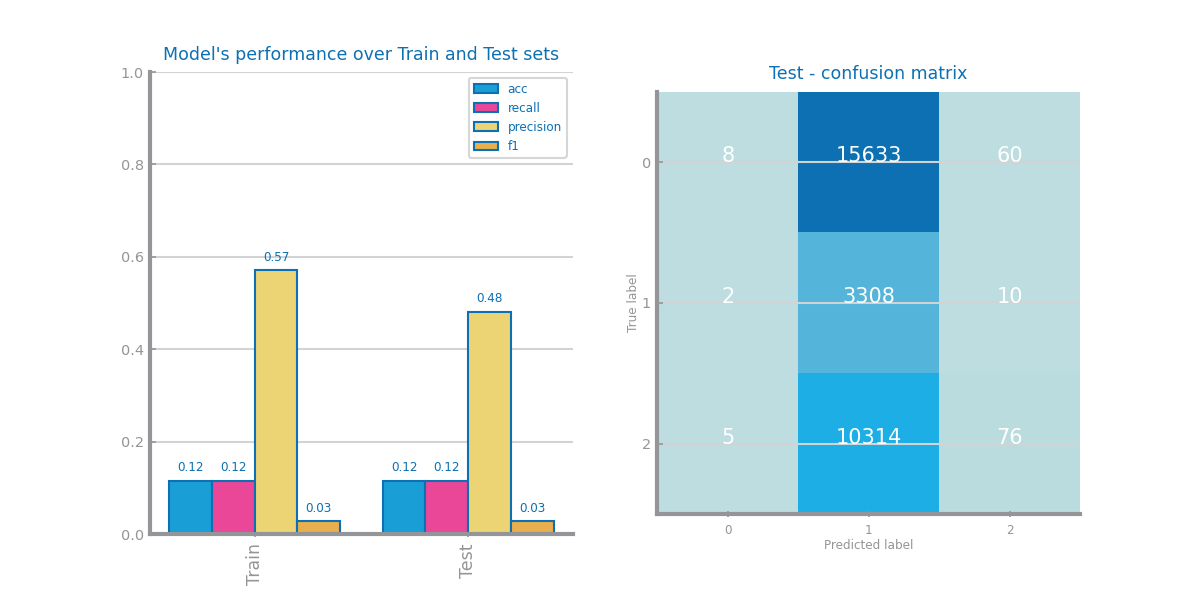 Model's performance over Train and Test sets
1.0
0.8
0.6
0.4
0.2
0.0
acc
recall
precision
f1
0.12
0.12
0.57
0.03
0.12
0.12
0.48
0.03
Train
Test
Test - confusion matrix
True label
0
1
2
8 15633 60
2 3308 10
5 10314 76
0 1 2
Predicted label